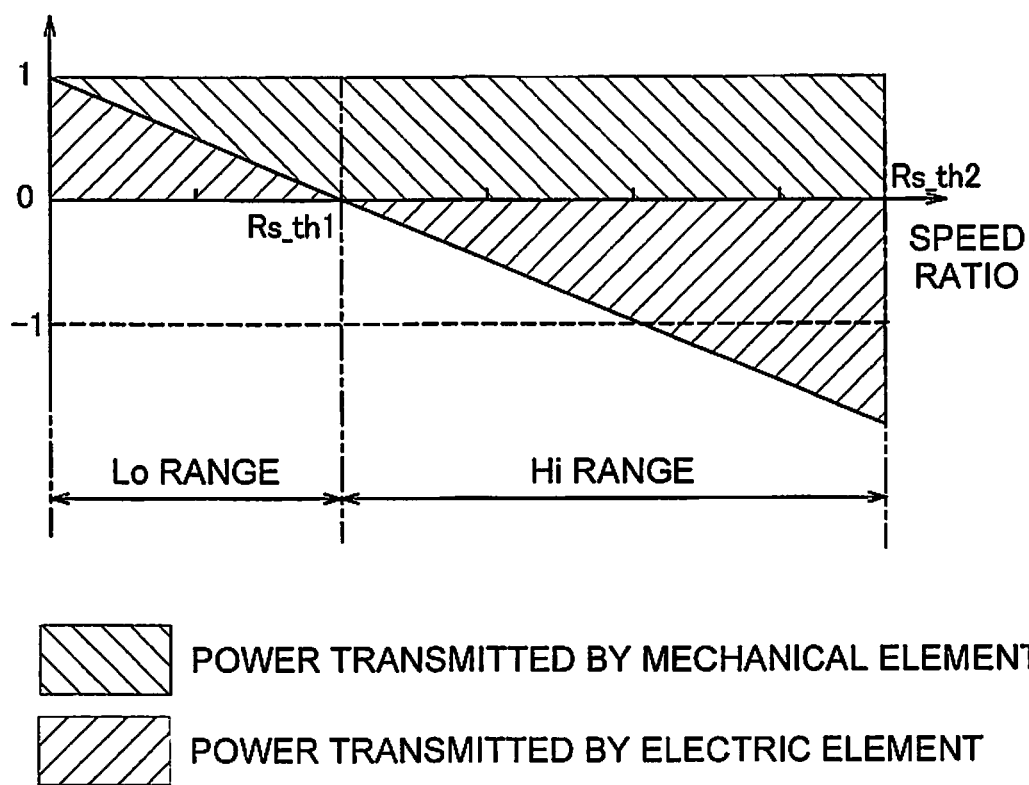 1
0
Rs_th1
Rs_th2
SPEED
RATIO
-1
Lo RANGE
Hi RANGE
POWER TRANSMITTED BY MECHANICAL ELEMENT
POWER TRANSMITTED BY ELECTRIC ELEMENT